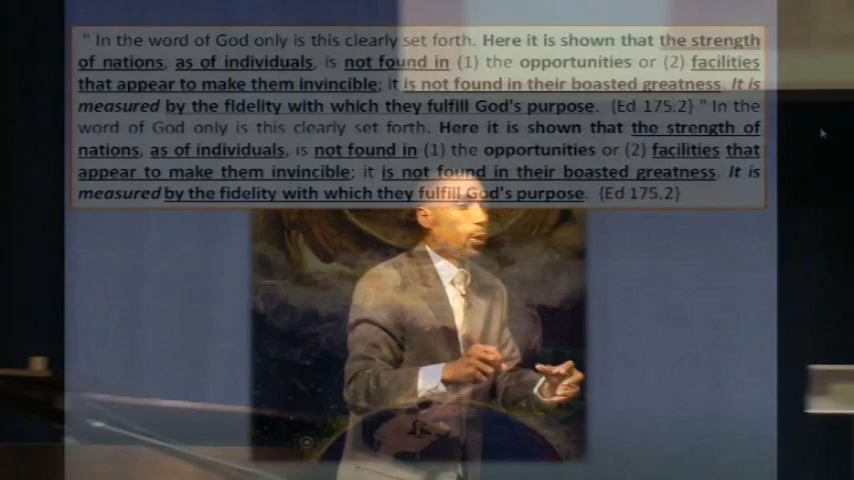 " In the word of God only is this clearly set forth. Here it is shown that the strength
of nations, as of individuals, is not found in (1) the opportunities or (2) facilities
that appear to make them invincible; it is not found in their boasted greatness. It is
measured by the fidelity with which they fulfill God's purpose. {Ed 175.2} " In the
word of God only is this clearly set forth. Here it is shown that the strength of
nations, as of individuals, is not found in (1) the opportunities or (2) facilities that
appear to make them invincible; it is not found in their boasted greatness. It is
measured by the fidelity with which they fulfill God's purpose. {Ed 175.2}